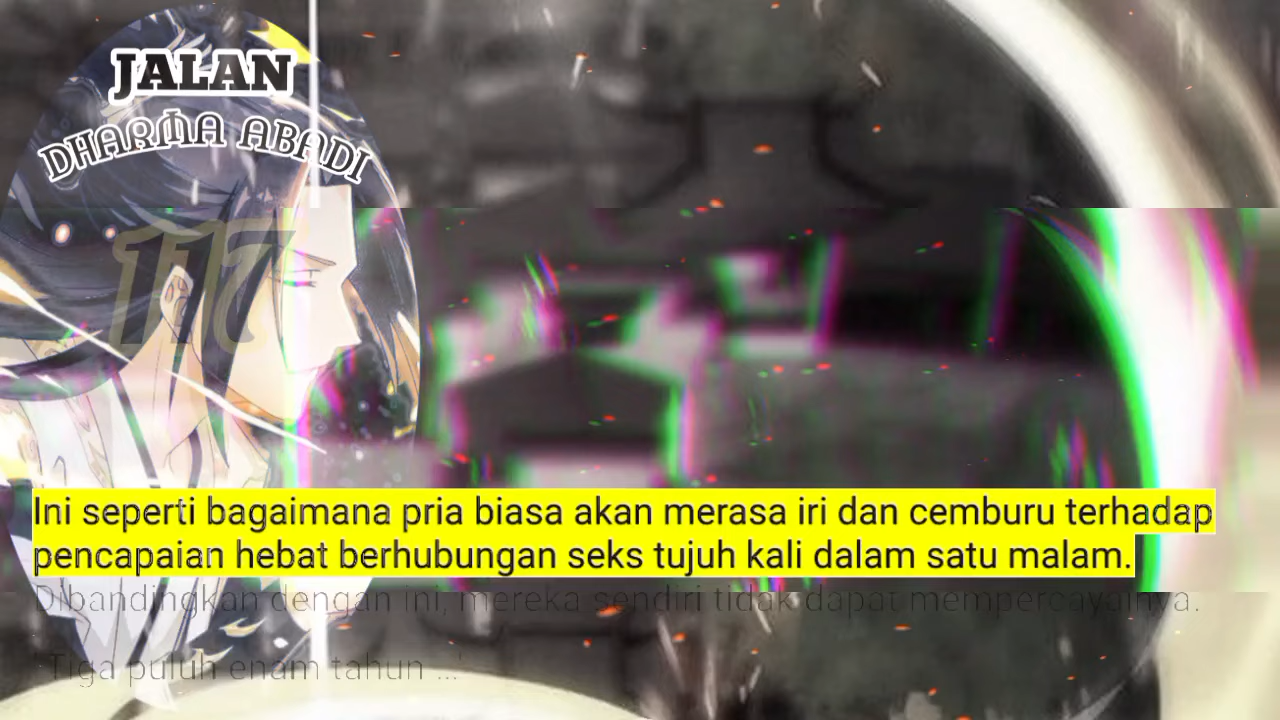 JALAN
DHARMA ABADI
117
Ini seperti bagaimana pria biasa akan merasa iri dan cemburu terhadap
pencapaian hebat berhubungan seks tujuh kali dalam satu malam.
Dibandingkan dengan ini, mereka sendiri tidak dapat mempercayainya.
'Tiga puluh enam tahun ...'